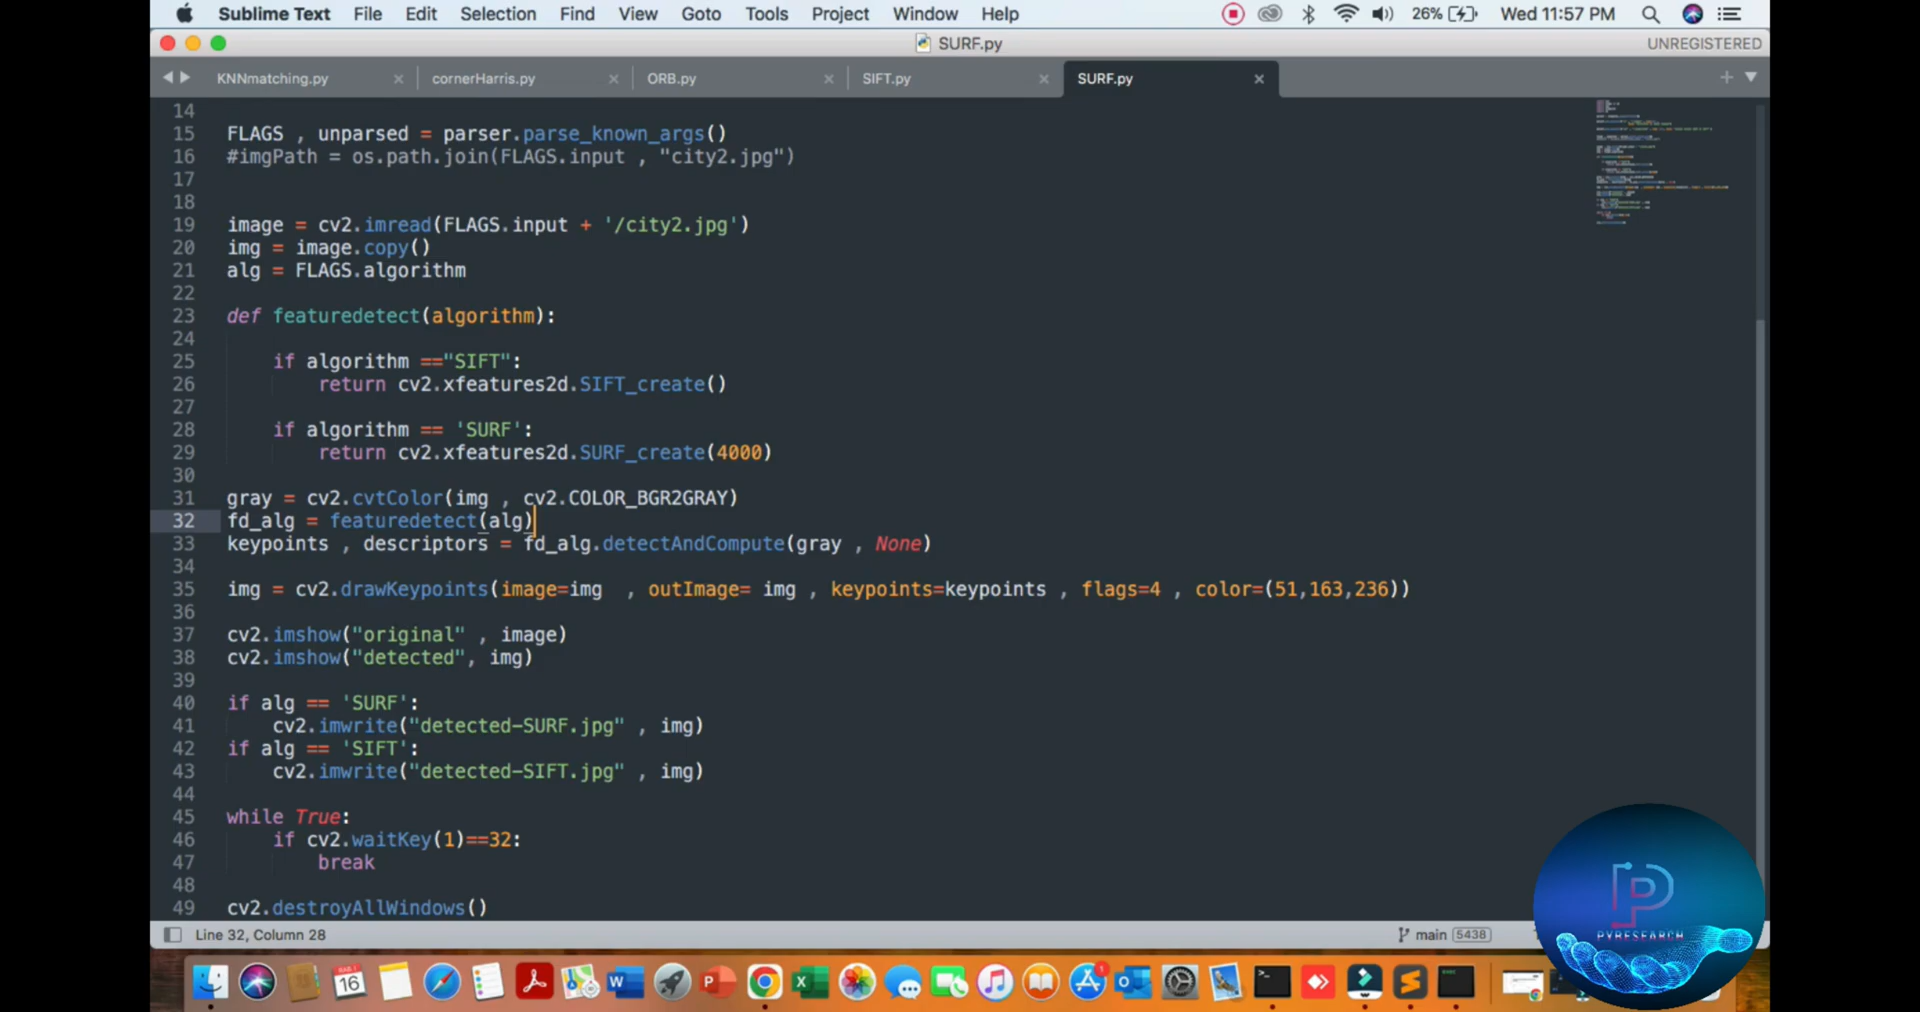 Sublime Text File Edit Selection Find View Goto Tools Project Window Help 26% Wed 11:57 PM
SURF.py UNREGISTERED
KNNmatching.py cornerHarris.py ORB.py SIFT.py SURF.py
14
15 FLAGS , unparsed = parser.parse_known_args()
16 #imgPath = os.path.join(FLAGS.input , "city2.jpg")
17
18
19 image = cv2.imread(FLAGS.input + '/city2.jpg')
20 img = image.copy()
21 alg = FLAGS.algorithm
22
23 def featuredetect(algorithm):
24
25 if algorithm =="SIFT":
26 return cv2.xfeatures2d.SIFT_create()
27
28 if algorithm == 'SURF':
29 return cv2.xfeatures2d.SURF_create(4000)
30
31 gray = cv2.cvtColor(img , cv2.COLOR_BGR2GRAY)
32 fd_alg = featuredetect(alg)
33 keypoints , descriptors = fd_alg.detectAndCompute(gray , None)
34
35 img = cv2.drawKeypoints(image=img , outImage= img , keypoints=keypoints , flags=4 , color=(51,163,236))
36
37 cv2.imshow("original" , image)
38 cv2.imshow("detected", img)
39
40 if alg == 'SURF':
41 cv2.imwrite("detected-SURF.jpg" , img)
42 if alg == 'SIFT':
43 cv2.imwrite("detected-SIFT.jpg" , img)
44
45 while True:
46 if cv2.waitKey(1)==32:
47 break
48
49 cv2.destroyAllWindows()
PYRESEARCH
Line 32, Column 28 main 5438
16